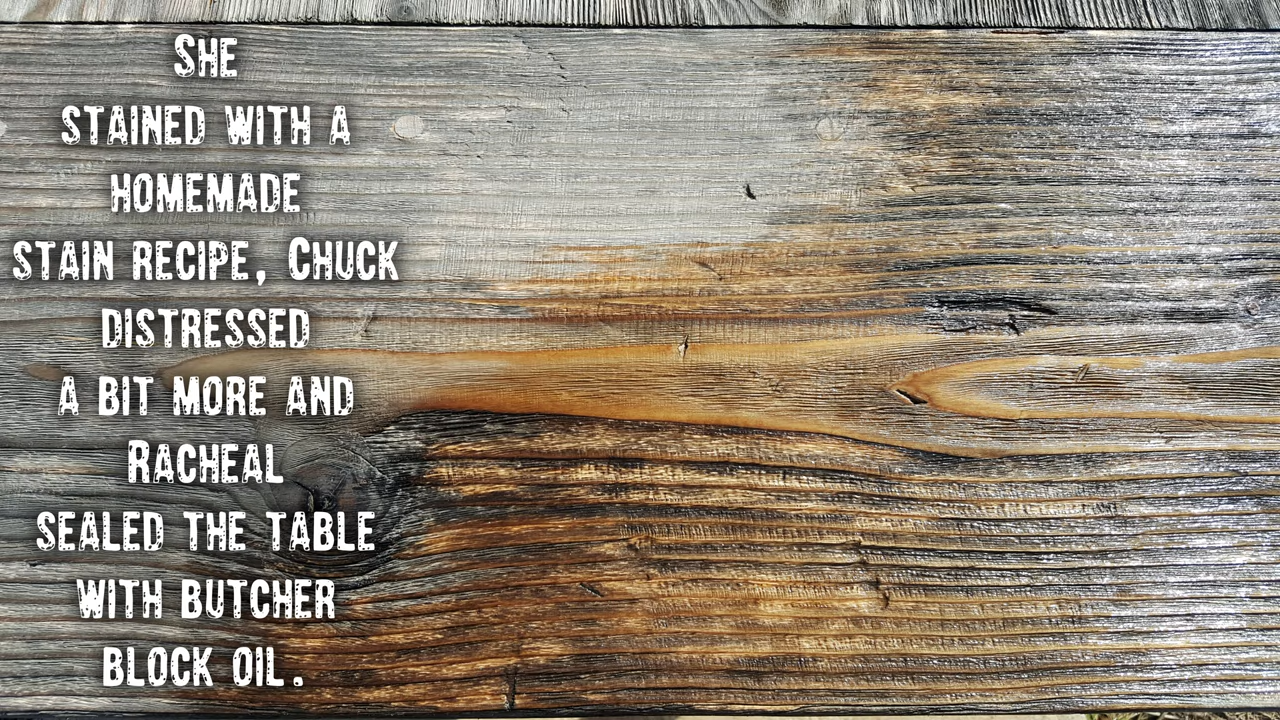 She
stained with a
homemade
stain recipe, Chuck
distressed
a bit more and
Racheal
sealed the table
with butcher
block oil.